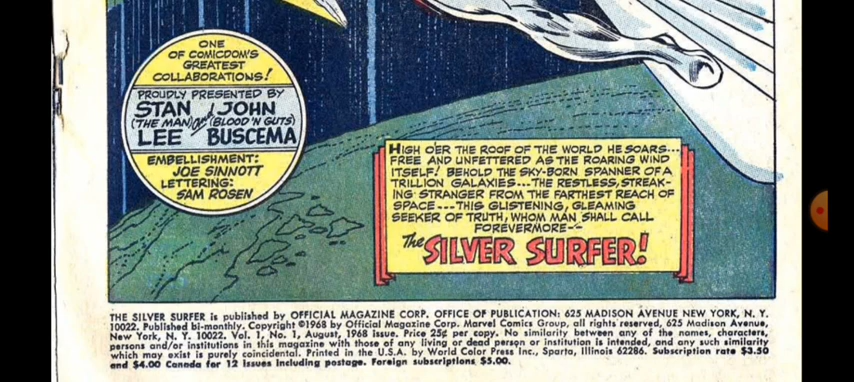 ONE
OF COMICDOM'S
GREATEST
COLLABORATIONS!
PROUDLY PRESENTED BY
STAN and JOHN
(THE MAN) (BLOOD 'N GUTS)
LEE BUSCEMA
EMBELLISHMENT:
JOE SINNOTT
LETTERING:
SAM ROSEN
HIGH O'ER THE ROOF OF THE WORLD HE SOARS...
FREE AND UNFETTERED AS THE ROARING WIND
ITSELF! BEHOLD THE SKY-BORN SPANNER OF A
TRILLION GALAXIES---THE RESTLESS, STREAK-
ING STRANGER FROM THE FARTHEST REACH OF
SPACE---THIS GLISTENING, GLEAMING
SEEKER OF TRUTH, WHOM MAN SHALL CALL
FOREVERMORE--
The SILVER SURFER!
THE SILVER SURFER is published by OFFICIAL MAGAZINE CORP. OFFICE OF PUBLICATION: 625 MADISON AVENUE NEW YORK, N. Y.
10022. Published bi-monthly. Copyright ©1968 by Official Magazine Corp. Marvel Comics Group, all rights reserved, 625 Madison Avenue,
New York, N. Y. 10022. Vol. 1, No. 1, August, 1968 issue. Price 25¢ per copy. No similarity between any of the names, characters,
persons and/or institutions in this magazine with those of any living or dead person or institution is intended, and any such similarity
which may exist is purely coincidental. Printed in the U.S.A. by World Color Press Inc., Sparta, Illinois 62286. Subscription rate $3.50
and $4.00 Canada for 12 issues including postage. Foreign subscriptions $5.00.